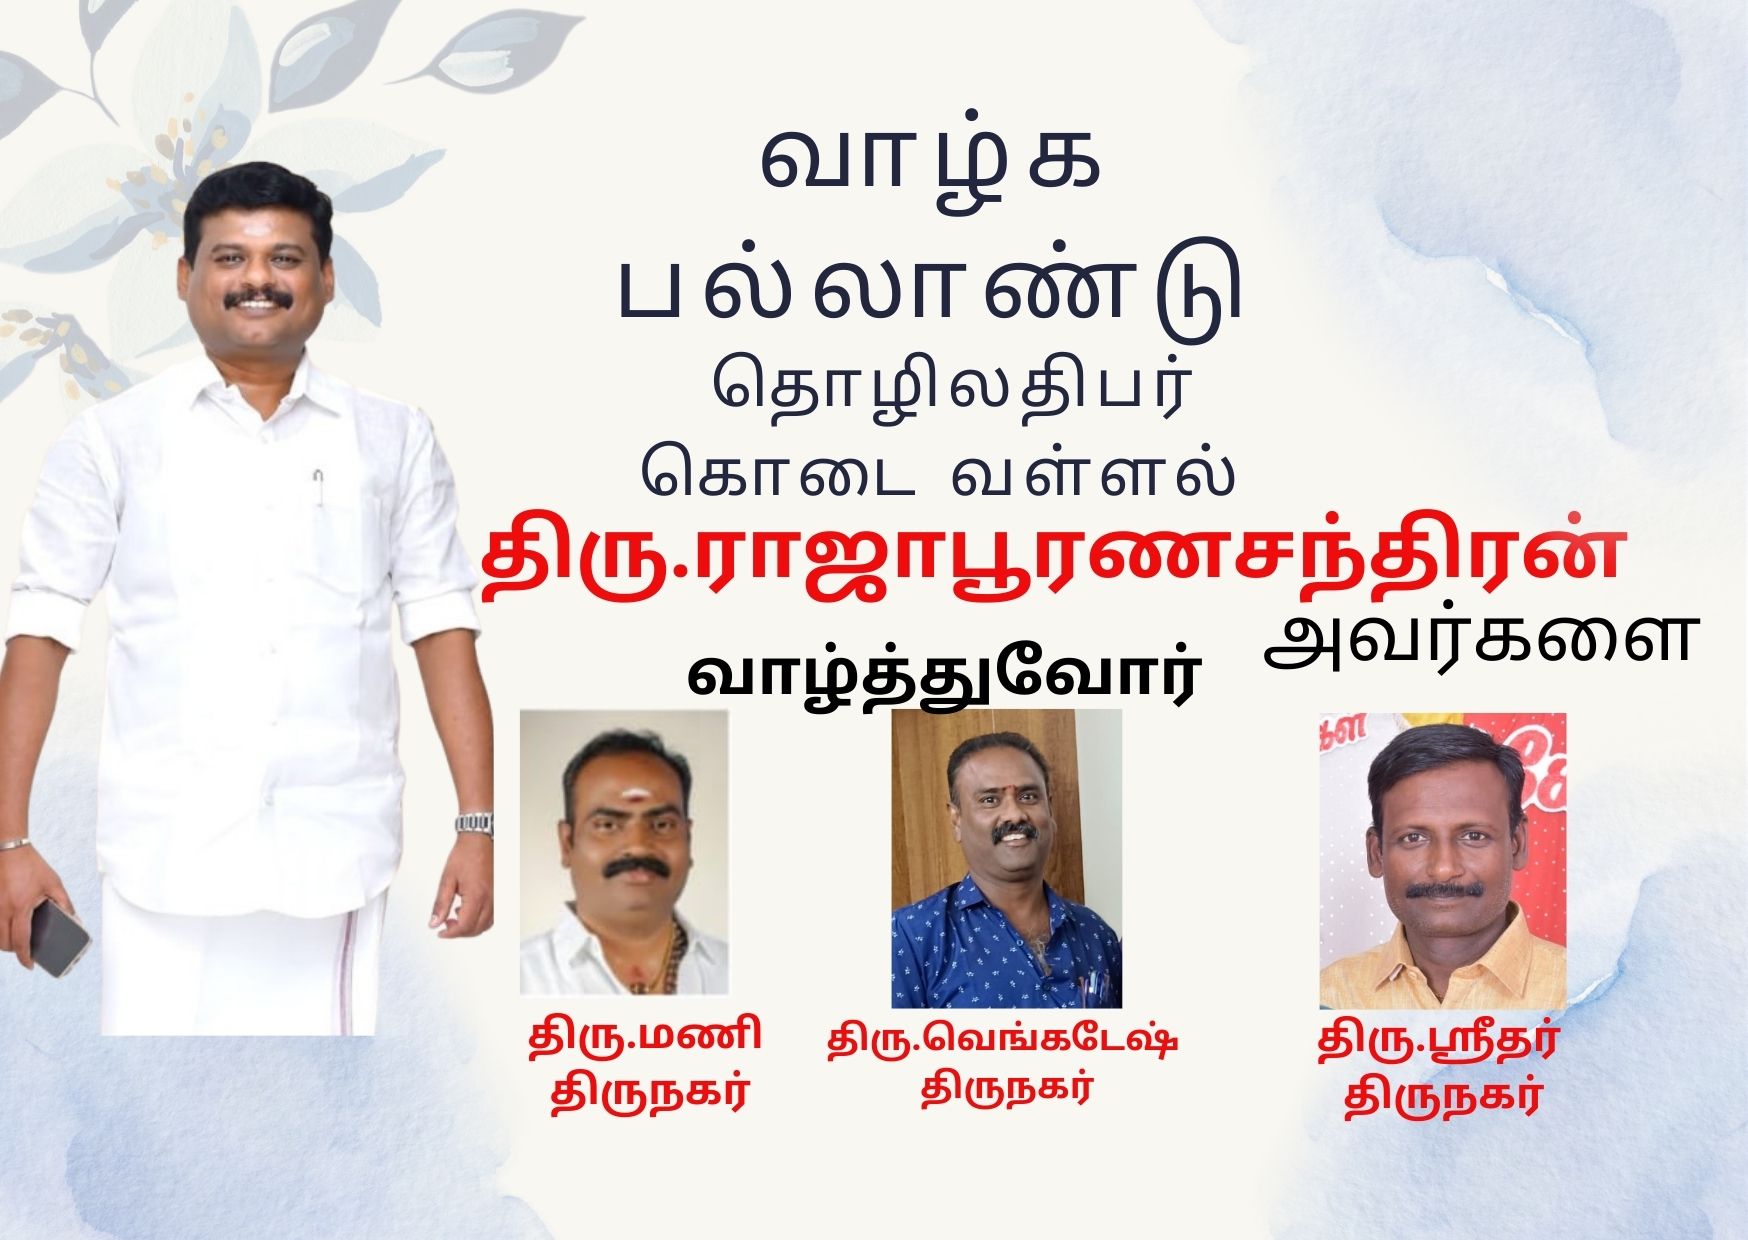 வாழ்க
பல்லாண்டு
தொழிலதிபர்
கொடை வள்ளல்
திரு.ராஜாபூரணசந்திரன்
அவர்களை
வாழ்த்துவோர்
திரு.மணி
திருநகர்
திரு.வெங்கடேஷ்
திருநகர்
திரு.ஸ்ரீதர்
திருநகர்